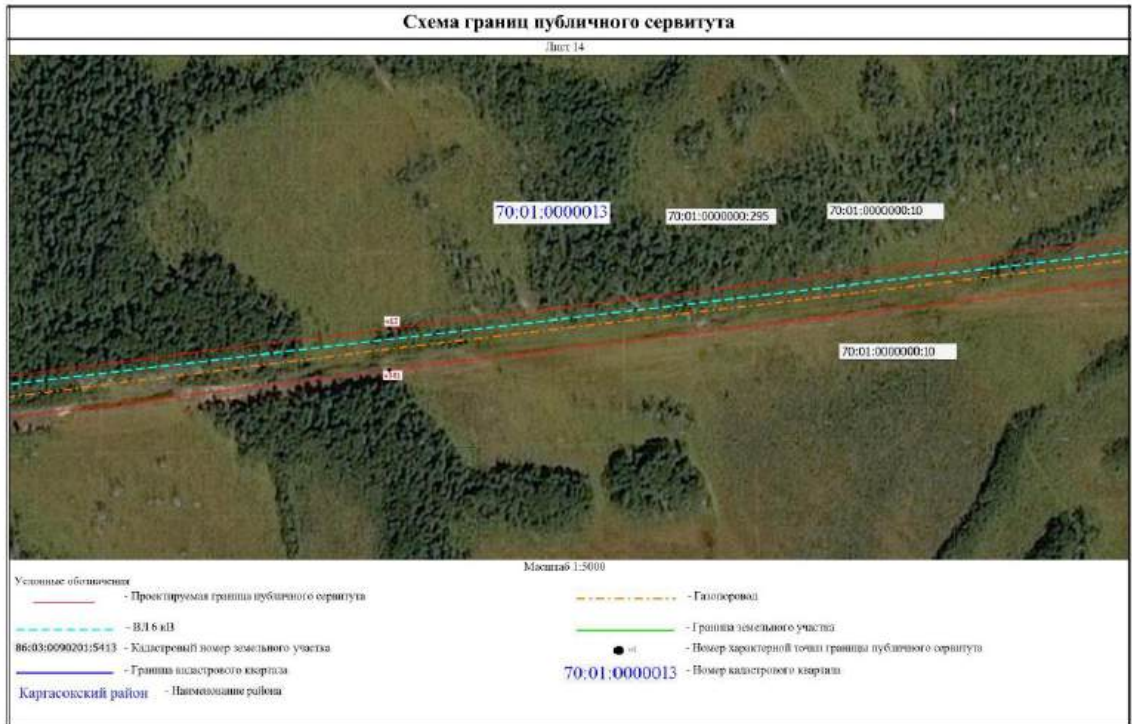 Схема границ публичного сервитута
Лист 14
70:01:0000013
70:01:0000000:295
70:01:0000000:10
70:01:0000000:10
Масштаб 1:5000
Условные обозначения
- Проектируемая граница публичного сервитута
- Газопровод
- ВЛ 6 кВ
- Граница земельного участка
86:03:0090201:5413 - Кадастровый номер земельного участка
- Номер характерной точки границы публичного сервитута
- Граница кадастрового квартала
70:01:0000013 - Номер кадастрового квартала
Каргасокский район - Наименование района